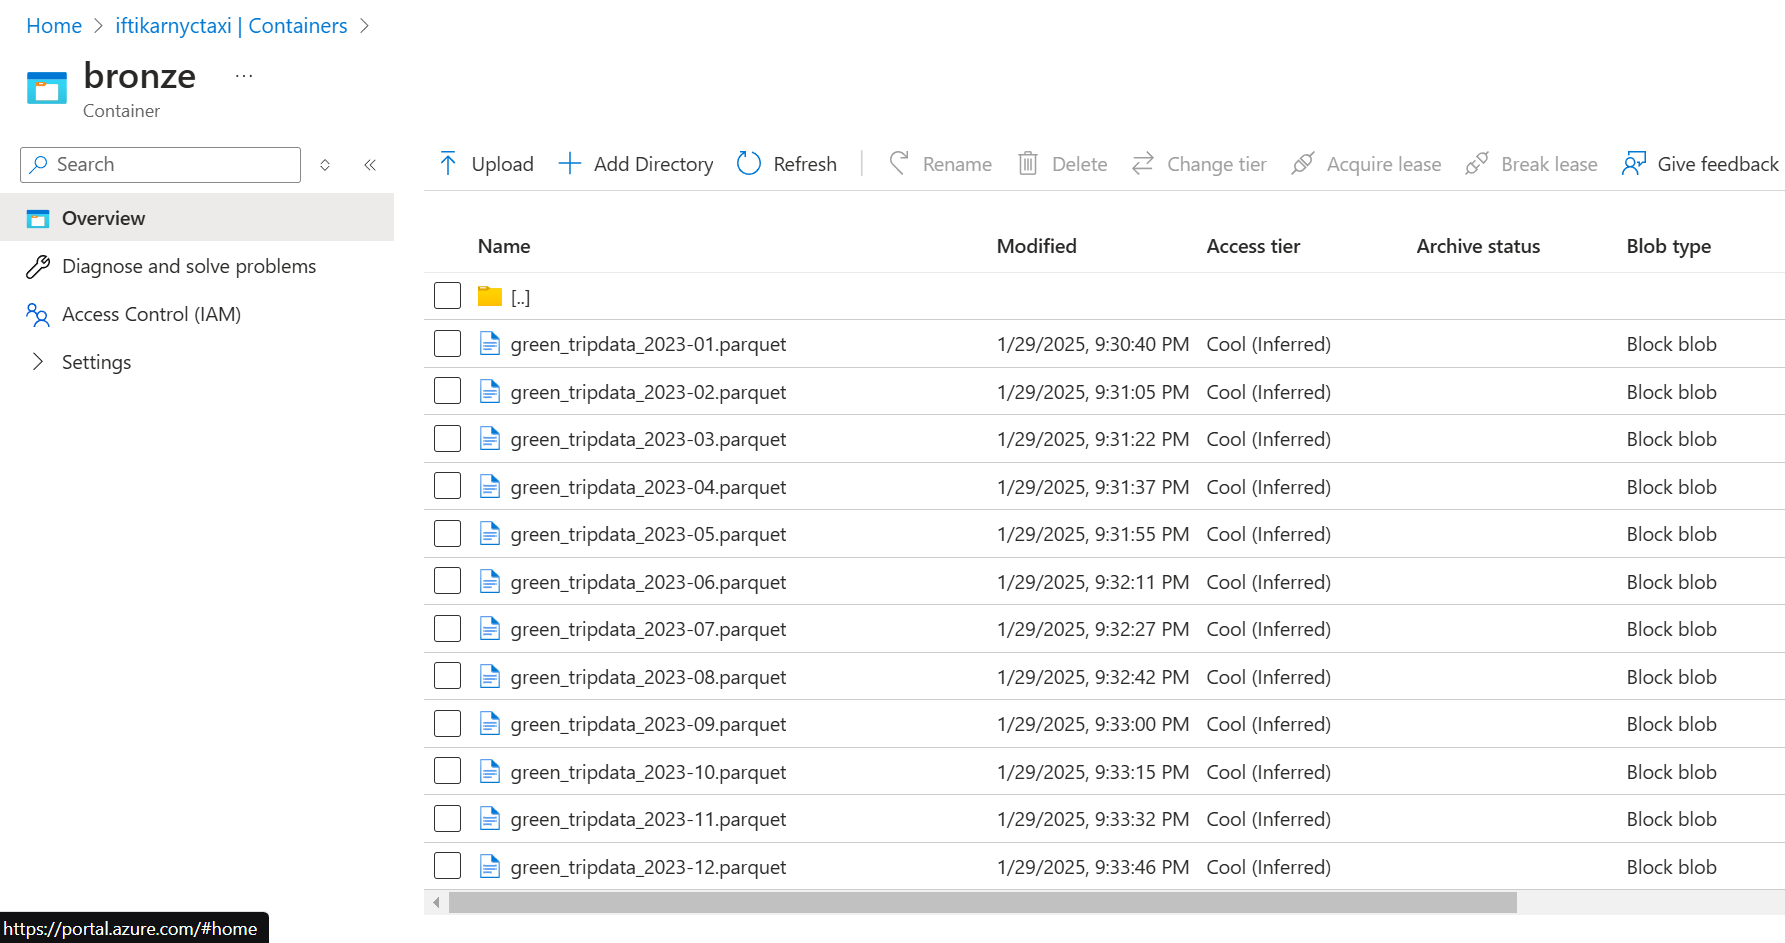 Home > iftikarnyctaxi | Containers >
bronze ...
Container
Search
Overview
Diagnose and solve problems
Access Control (IAM)
Settings
Upload Add Directory Refresh Rename Delete Change tier Acquire lease Break lease Give feedback
Name Modified Access tier Archive status Blob type
[..]
green_tripdata_2023-01.parquet 1/29/2025, 9:30:40 PM Cool (Inferred) Block blob
green_tripdata_2023-02.parquet 1/29/2025, 9:31:05 PM Cool (Inferred) Block blob
green_tripdata_2023-03.parquet 1/29/2025, 9:31:22 PM Cool (Inferred) Block blob
green_tripdata_2023-04.parquet 1/29/2025, 9:31:37 PM Cool (Inferred) Block blob
green_tripdata_2023-05.parquet 1/29/2025, 9:31:55 PM Cool (Inferred) Block blob
green_tripdata_2023-06.parquet 1/29/2025, 9:32:11 PM Cool (Inferred) Block blob
green_tripdata_2023-07.parquet 1/29/2025, 9:32:27 PM Cool (Inferred) Block blob
green_tripdata_2023-08.parquet 1/29/2025, 9:32:42 PM Cool (Inferred) Block blob
green_tripdata_2023-09.parquet 1/29/2025, 9:33:00 PM Cool (Inferred) Block blob
green_tripdata_2023-10.parquet 1/29/2025, 9:33:15 PM Cool (Inferred) Block blob
green_tripdata_2023-11.parquet 1/29/2025, 9:33:32 PM Cool (Inferred) Block blob
green_tripdata_2023-12.parquet 1/29/2025, 9:33:46 PM Cool (Inferred) Block blob
https://portal.azure.com/#home